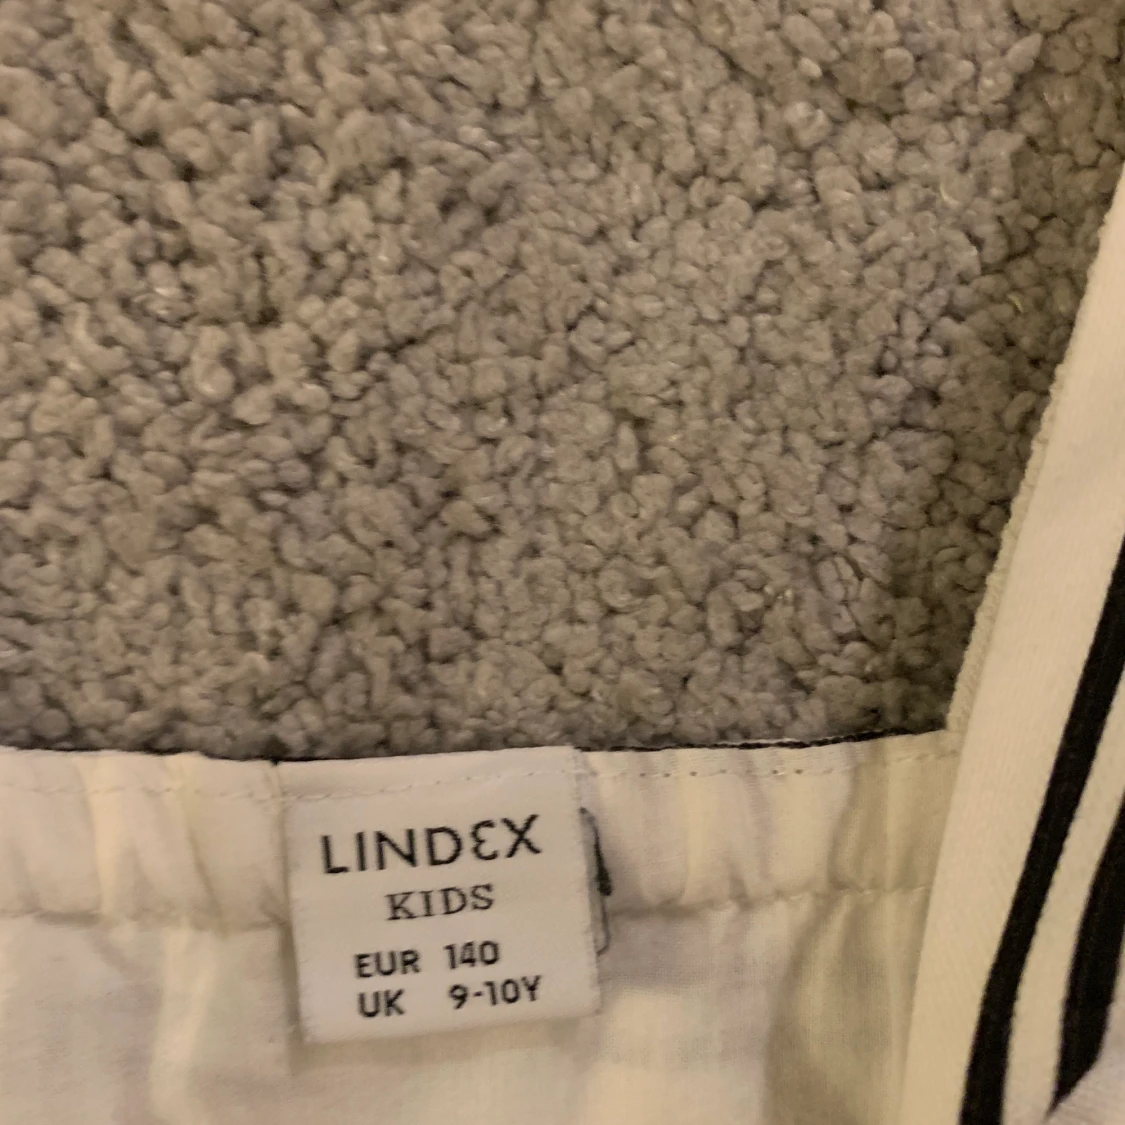 LINDEX
KIDS
EUR 140
UK 9-10Y